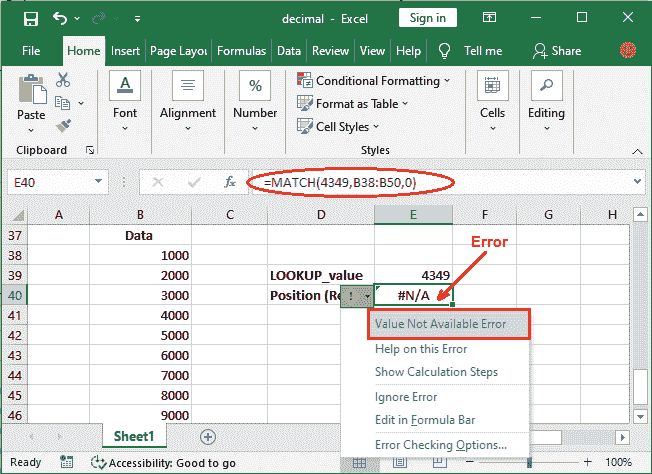 decimal - Excel Sign in
File Home Insert Page Layou Formulas Data Review View Help Tell me Share
Paste
Clipboard
Font
Alignment
%
Number
Conditional Formatting
Format as Table
Cell Styles
Styles
Cells
Editing
E40 fx =MATCH(4349,B38:B50,0)
A B C D E F G H
37 Data
38 1000
39 2000 LOOKUP_value 4349
40 3000 Position (Re ! #N/A
Error
41 4000
42 5000
43 6000
44 7000
45 8000
46 9000
Value Not Available Error
Help on this Error
Show Calculation Steps
Ignore Error
Edit in Formula Bar
Error Checking Options...
Sheet1
Ready Accessibility: Good to go 100%